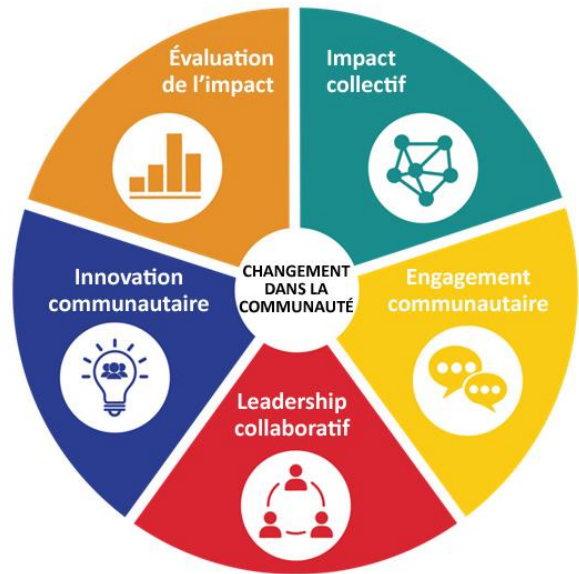 Évaluation
de l'impact
Impact
collectif
Innovation
communautaire
CHANGEMENT
DANS LA
COMMUNAUTÉ
Engagement
communautaire
Leadership
collaboratif